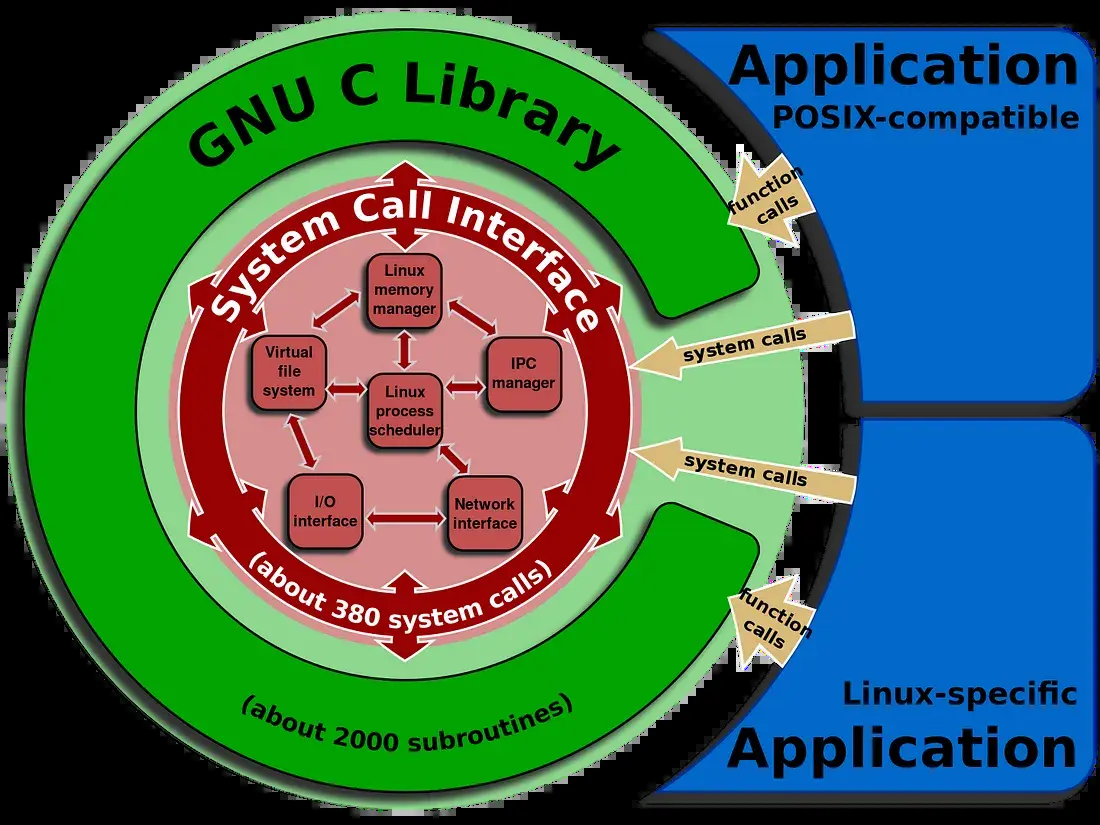 GNU C Library
System Call Interface
Linux
memory
manager
Virtual
file
system
IPC
manager
Linux
process
scheduler
I/O
interface
Network
interface
(about 380 system calls)
(about 2000 subroutines)
Application
POSIX-compatible
function
calls
system calls
system calls
function
calls
Linux-specific
Application